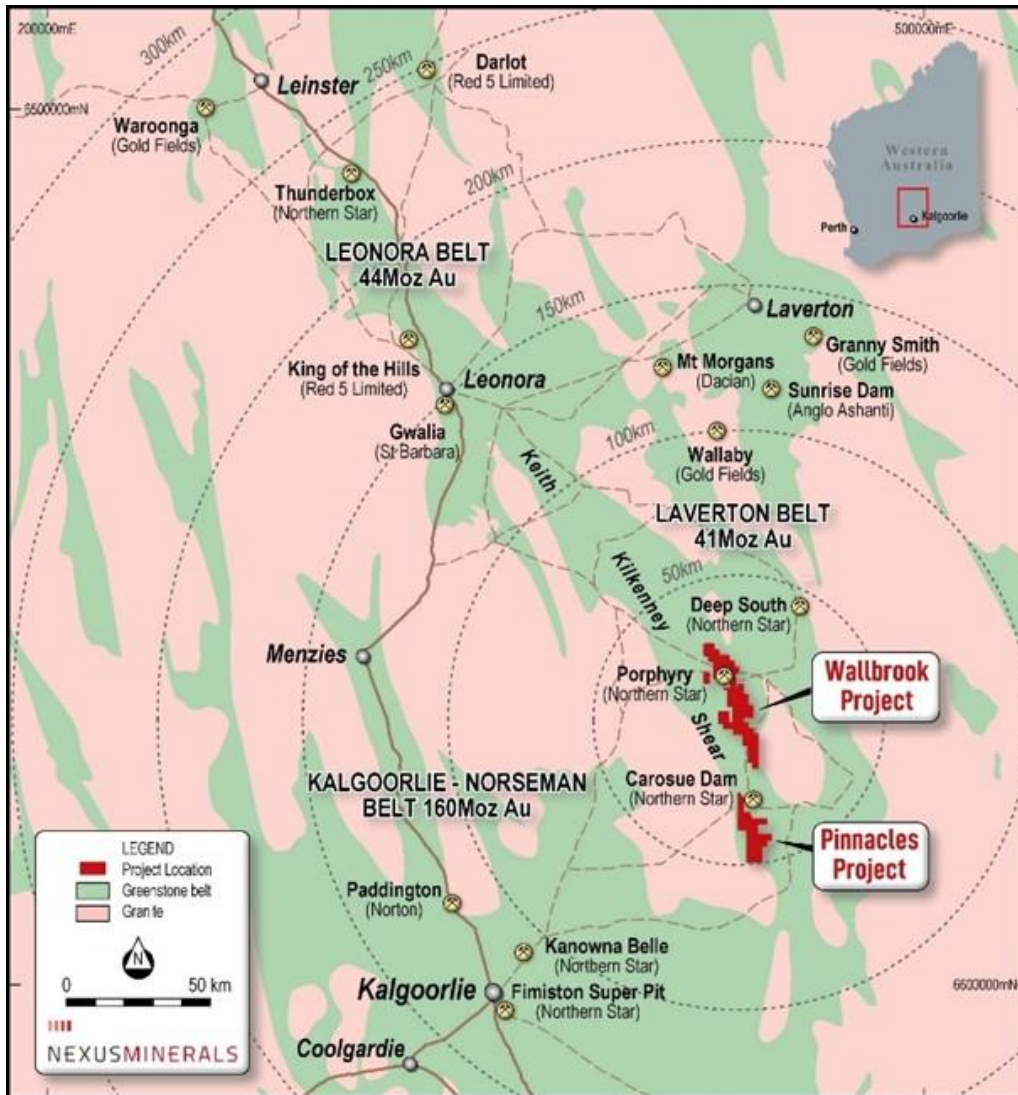 200000mE
500000mE
300km
250km
Darlot
(Red 5 Limited)
Leinster
6500000mN
Waroonga
(Gold Fields)
Western
Australia
Perth
Kalgoorlie
200km
Thunderbox
(Northern Star)
LEONORA BELT
44Moz Au
150km
Laverton
Granny Smith
(Gold Fields)
King of the Hills
(Red 5 Limited)
Leonora
Mt Morgans
(Dacian)
Sunrise Dam
(Anglo Ashanti)
Gwalia
(St Barbara)
100km
Wallaby
(Gold Fields)
Keith
LAVERTON BELT
41Moz Au
Kilkenney
50km
Deep South
(Northern Star)
Menzies
Porphyry
(Northern Star)
Wallbrook
Project
Shear
KALGOORLIE - NORSEMAN
BELT 160Moz Au
Carosue Dam
(Northern Star)
Pinnacles
Project
LEGEND
Project Location
Greenstone belt
Granite
N
0 50 km
NEXUSMINERALS
Paddington
(Norton)
Kanowna Belle
(Northern Star)
Kalgoorlie
Fimiston Super Pit
(Northern Star)
6600000mN
Coolgardie